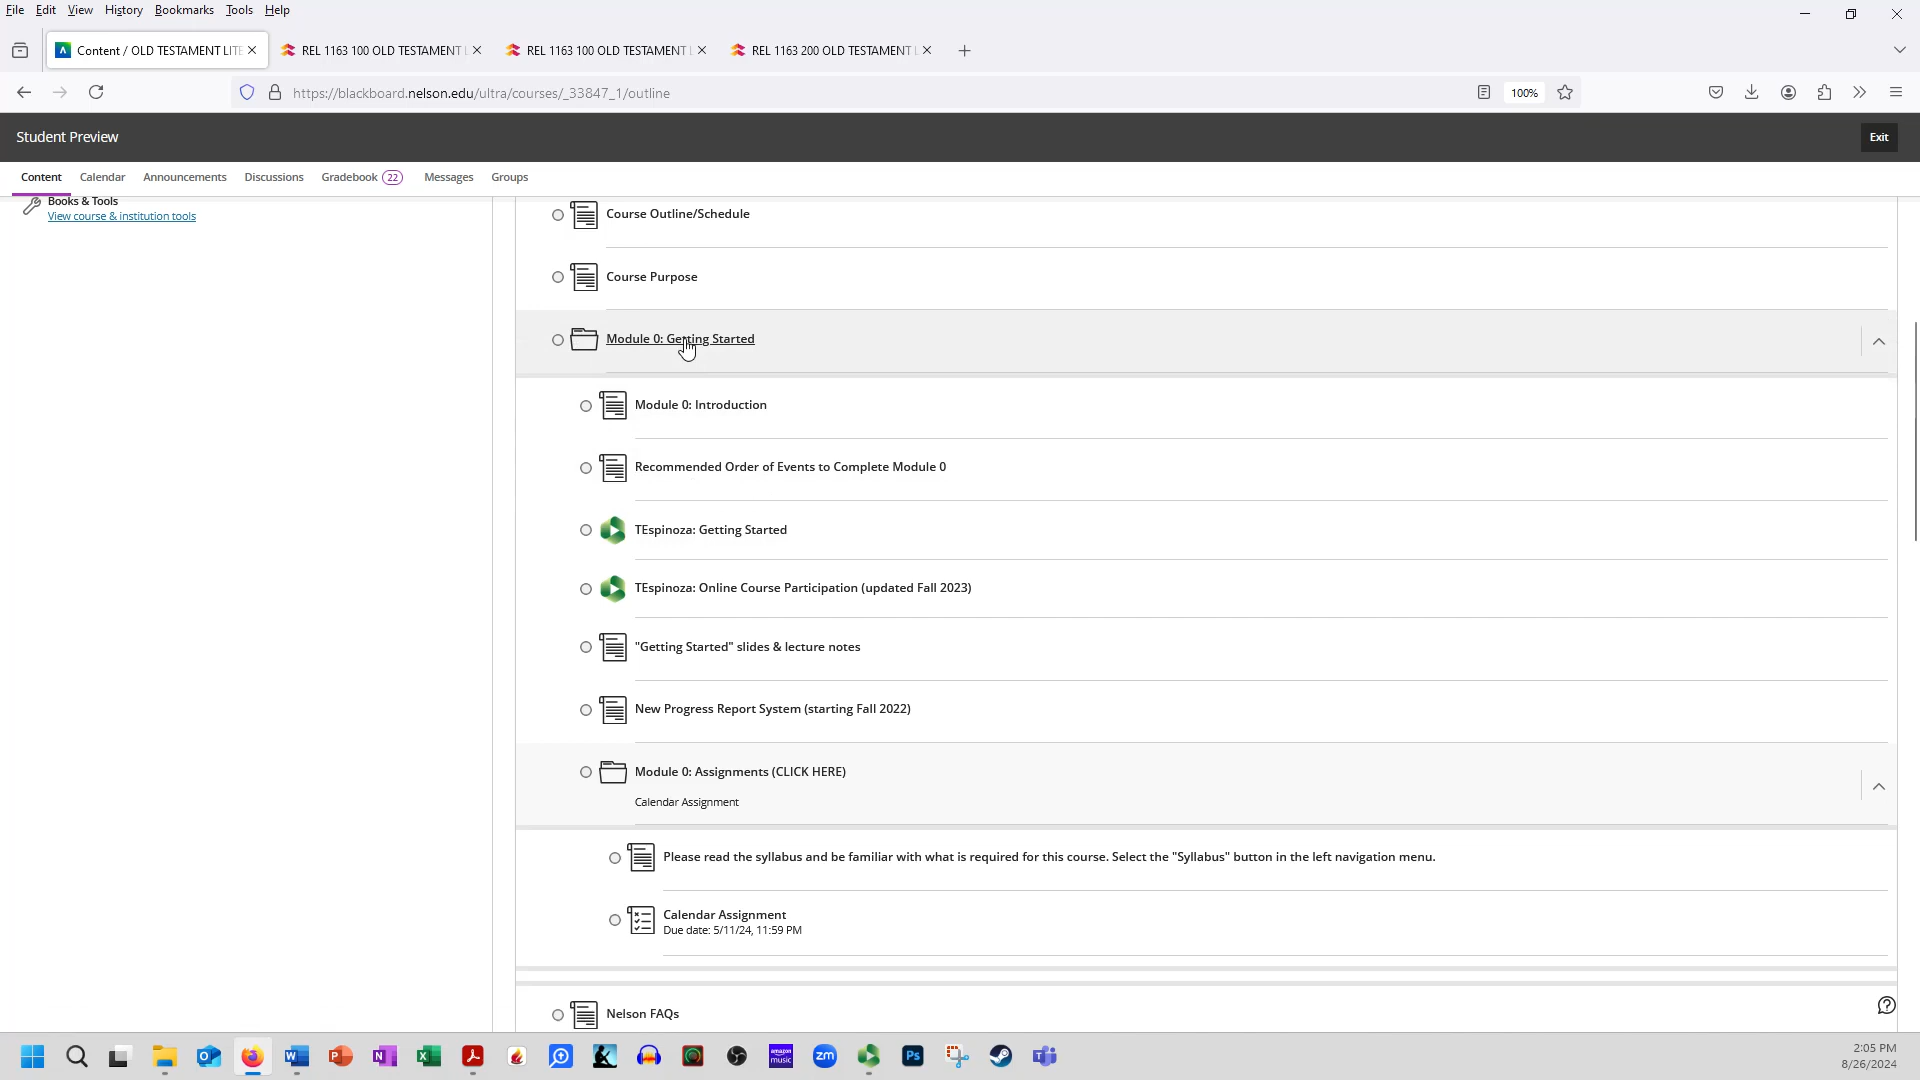 File Edit View History Bookmarks Tools Help
Content / OLD TESTAMENT LITE
REL 1163 100 OLD TESTAMENT L
REL 1163 100 OLD TESTAMENT L
REL 1163 200 OLD TESTAMENT L
https://blackboard.nelson.edu/ultra/courses/_33847_1/outline
100%
Student Preview
Exit
Content Calendar Announcements Discussions Gradebook 22 Messages Groups
Books & Tools
View course & institution tools
Course Outline/Schedule
Course Purpose
Module 0: Getting Started
Module 0: Introduction
Recommended Order of Events to Complete Module 0
TEspinoza: Getting Started
TEspinoza: Online Course Participation (updated Fall 2023)
"Getting Started" slides & lecture notes
New Progress Report System (starting Fall 2022)
Module 0: Assignments (CLICK HERE)
Calendar Assignment
Please read the syllabus and be familiar with what is required for this course. Select the "Syllabus" button in the left navigation menu.
Calendar Assignment
Due date: 5/11/24, 11:59 PM
Nelson FAQs
amazon music
zm
Ps
2:05 PM
8/26/2024